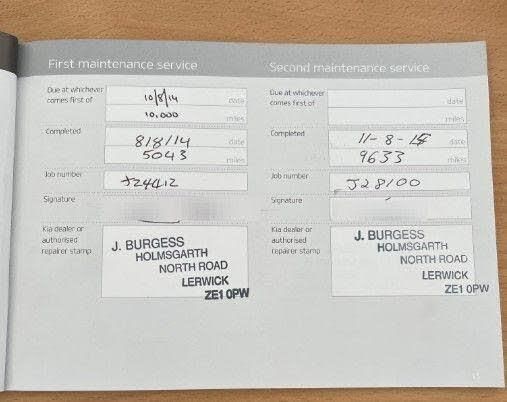 First maintenance service
Due at whichever
comes first of
10/8/14 date
10,000 miles
Completed
8/8/14 date
5043 miles
Job number
J24412
Signature
Kia dealer or
authorised
repairer stamp
J. BURGESS
HOLMSGARTH
NORTH ROAD
LERWICK
ZE1 0PW
Second maintenance service
Due at whichever
comes first of
date
miles
Completed
11-8-15 date
9633 miles
Job number
J28100
Signature
Kia dealer or
authorised
repairer stamp
J. BURGESS
HOLMSGARTH
NORTH ROAD
LERWICK
ZE1 0PW